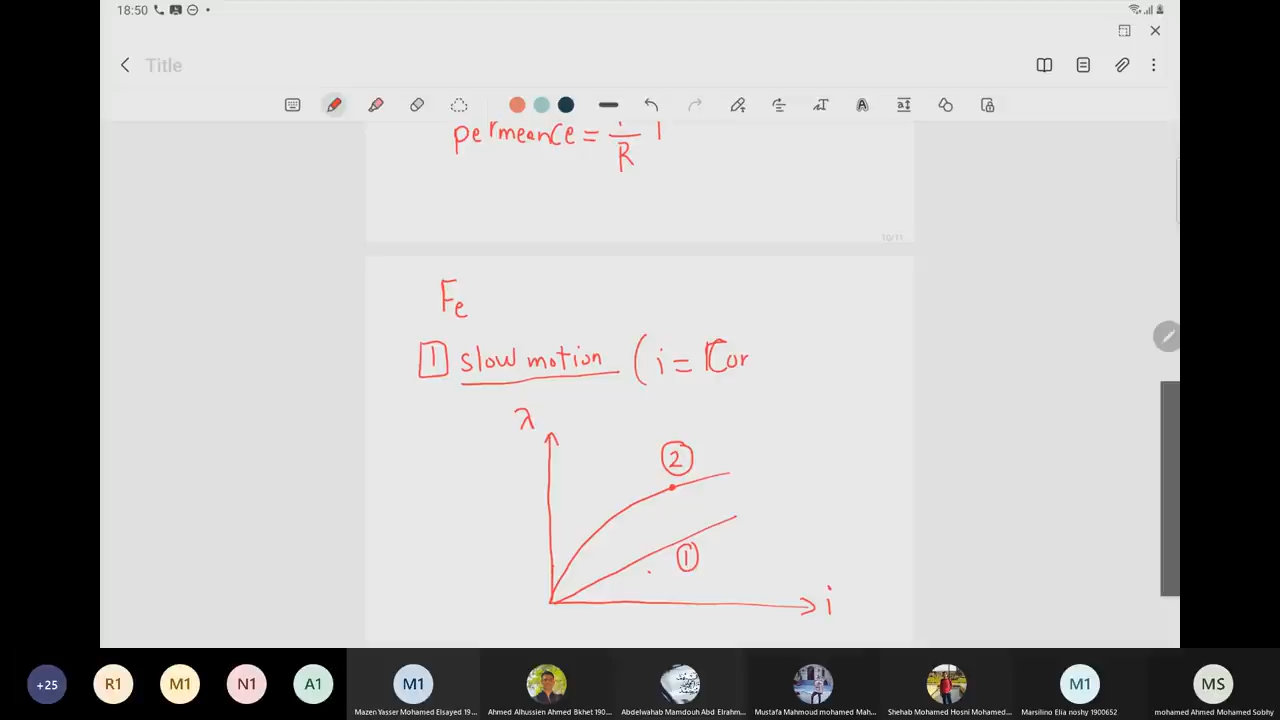 18:50
Title
permeance = 1/R
10/11
Fe
1 slow motion ( i = Cor
λ
2
1
i
+25
R1
M1
N1
A1
M1
M1
MS
Mazen Yasser Mohamed Elsayed 19...
Ahmed Alhussien Ahmed Bkhet 190...
Abdelwahab Mamdouh Abd Elrahm...
Mustafa Mahmoud mohamed Mah...
Shehab Mohamed Hosni Mohamed...
Marsilino Elia noshy 1900652
mohamed Ahmed Mohamed Sobhy